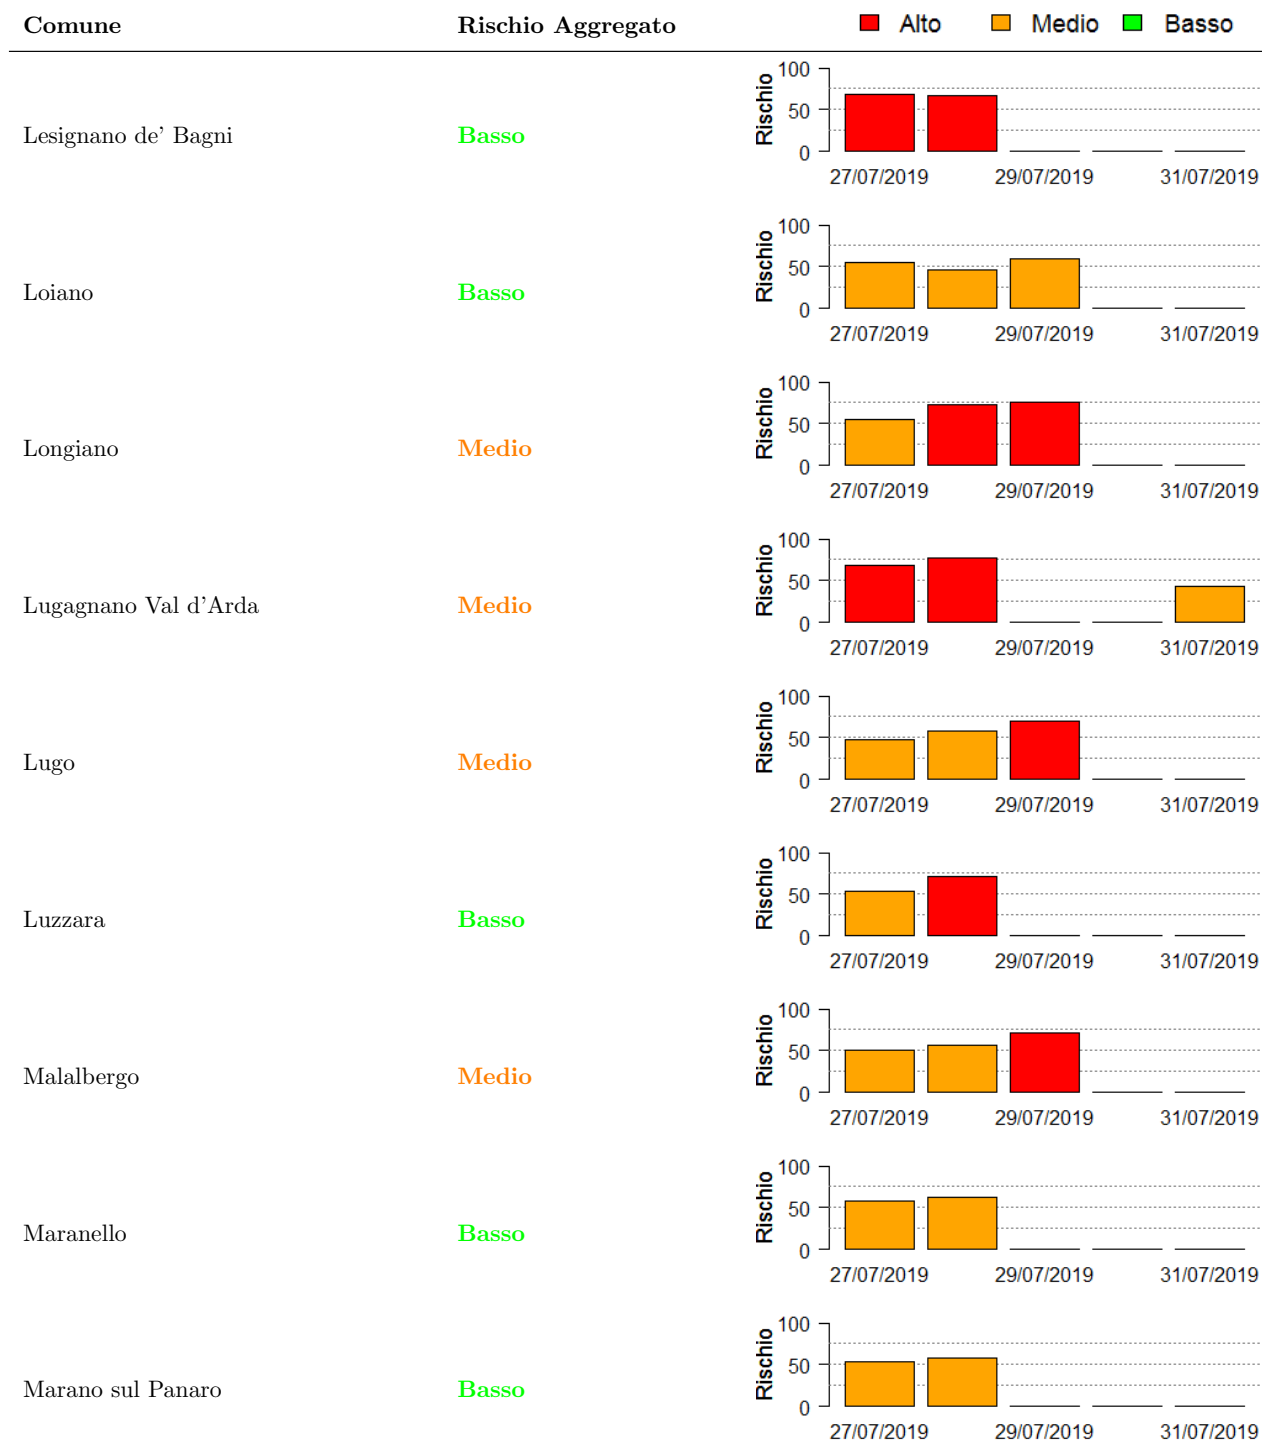 Comune Rischio Aggregato Alto Medio Basso
Lesignano de' Bagni Basso Rischio 100 50 0
27/07/2019 29/07/2019 31/07/2019
Loiano Basso Rischio 100 50 0
27/07/2019 29/07/2019 31/07/2019
Longiano Medio Rischio 100 50 0
27/07/2019 29/07/2019 31/07/2019
Lugagnano Val d'Arda Medio Rischio 100 50 0
27/07/2019 29/07/2019 31/07/2019
Lugo Medio Rischio 100 50 0
27/07/2019 29/07/2019 31/07/2019
Luzzara Basso Rischio 100 50 0
27/07/2019 29/07/2019 31/07/2019
Malalbergo Medio Rischio 100 50 0
27/07/2019 29/07/2019 31/07/2019
Maranello Basso Rischio 100 50 0
27/07/2019 29/07/2019 31/07/2019
Marano sul Panaro Basso Rischio 100 50 0
27/07/2019 29/07/2019 31/07/2019